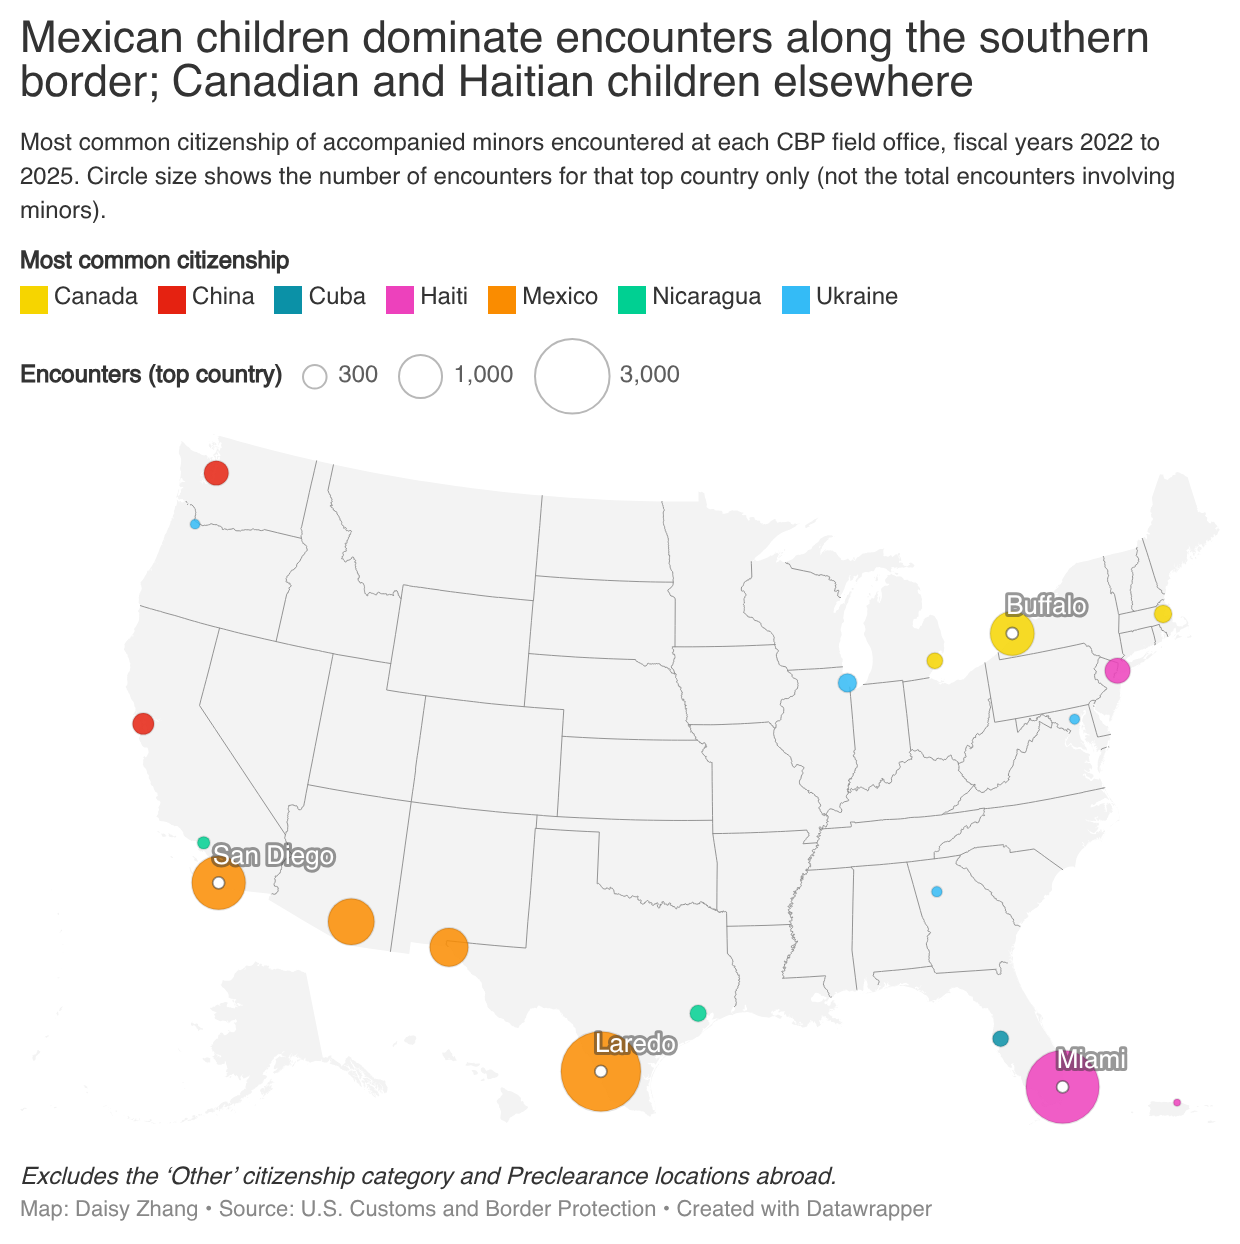 Mexican children dominate encounters along the southern
border; Canadian and Haitian children elsewhere
Most common citizenship of accompanied minors encountered at each CBP field office, fiscal years 2022 to
2025. Circle size shows the number of encounters for that top country only (not the total encounters involving
minors).
Most common citizenship
Canada China Cuba Haiti Mexico Nicaragua Ukraine
Encounters (top country) 300 1,000 3,000
Buffalo
San Diego
Laredo
Miami
Excludes the ‘Other’ citizenship category and Preclearance locations abroad.
Map: Daisy Zhang • Source: U.S. Customs and Border Protection • Created with Datawrapper